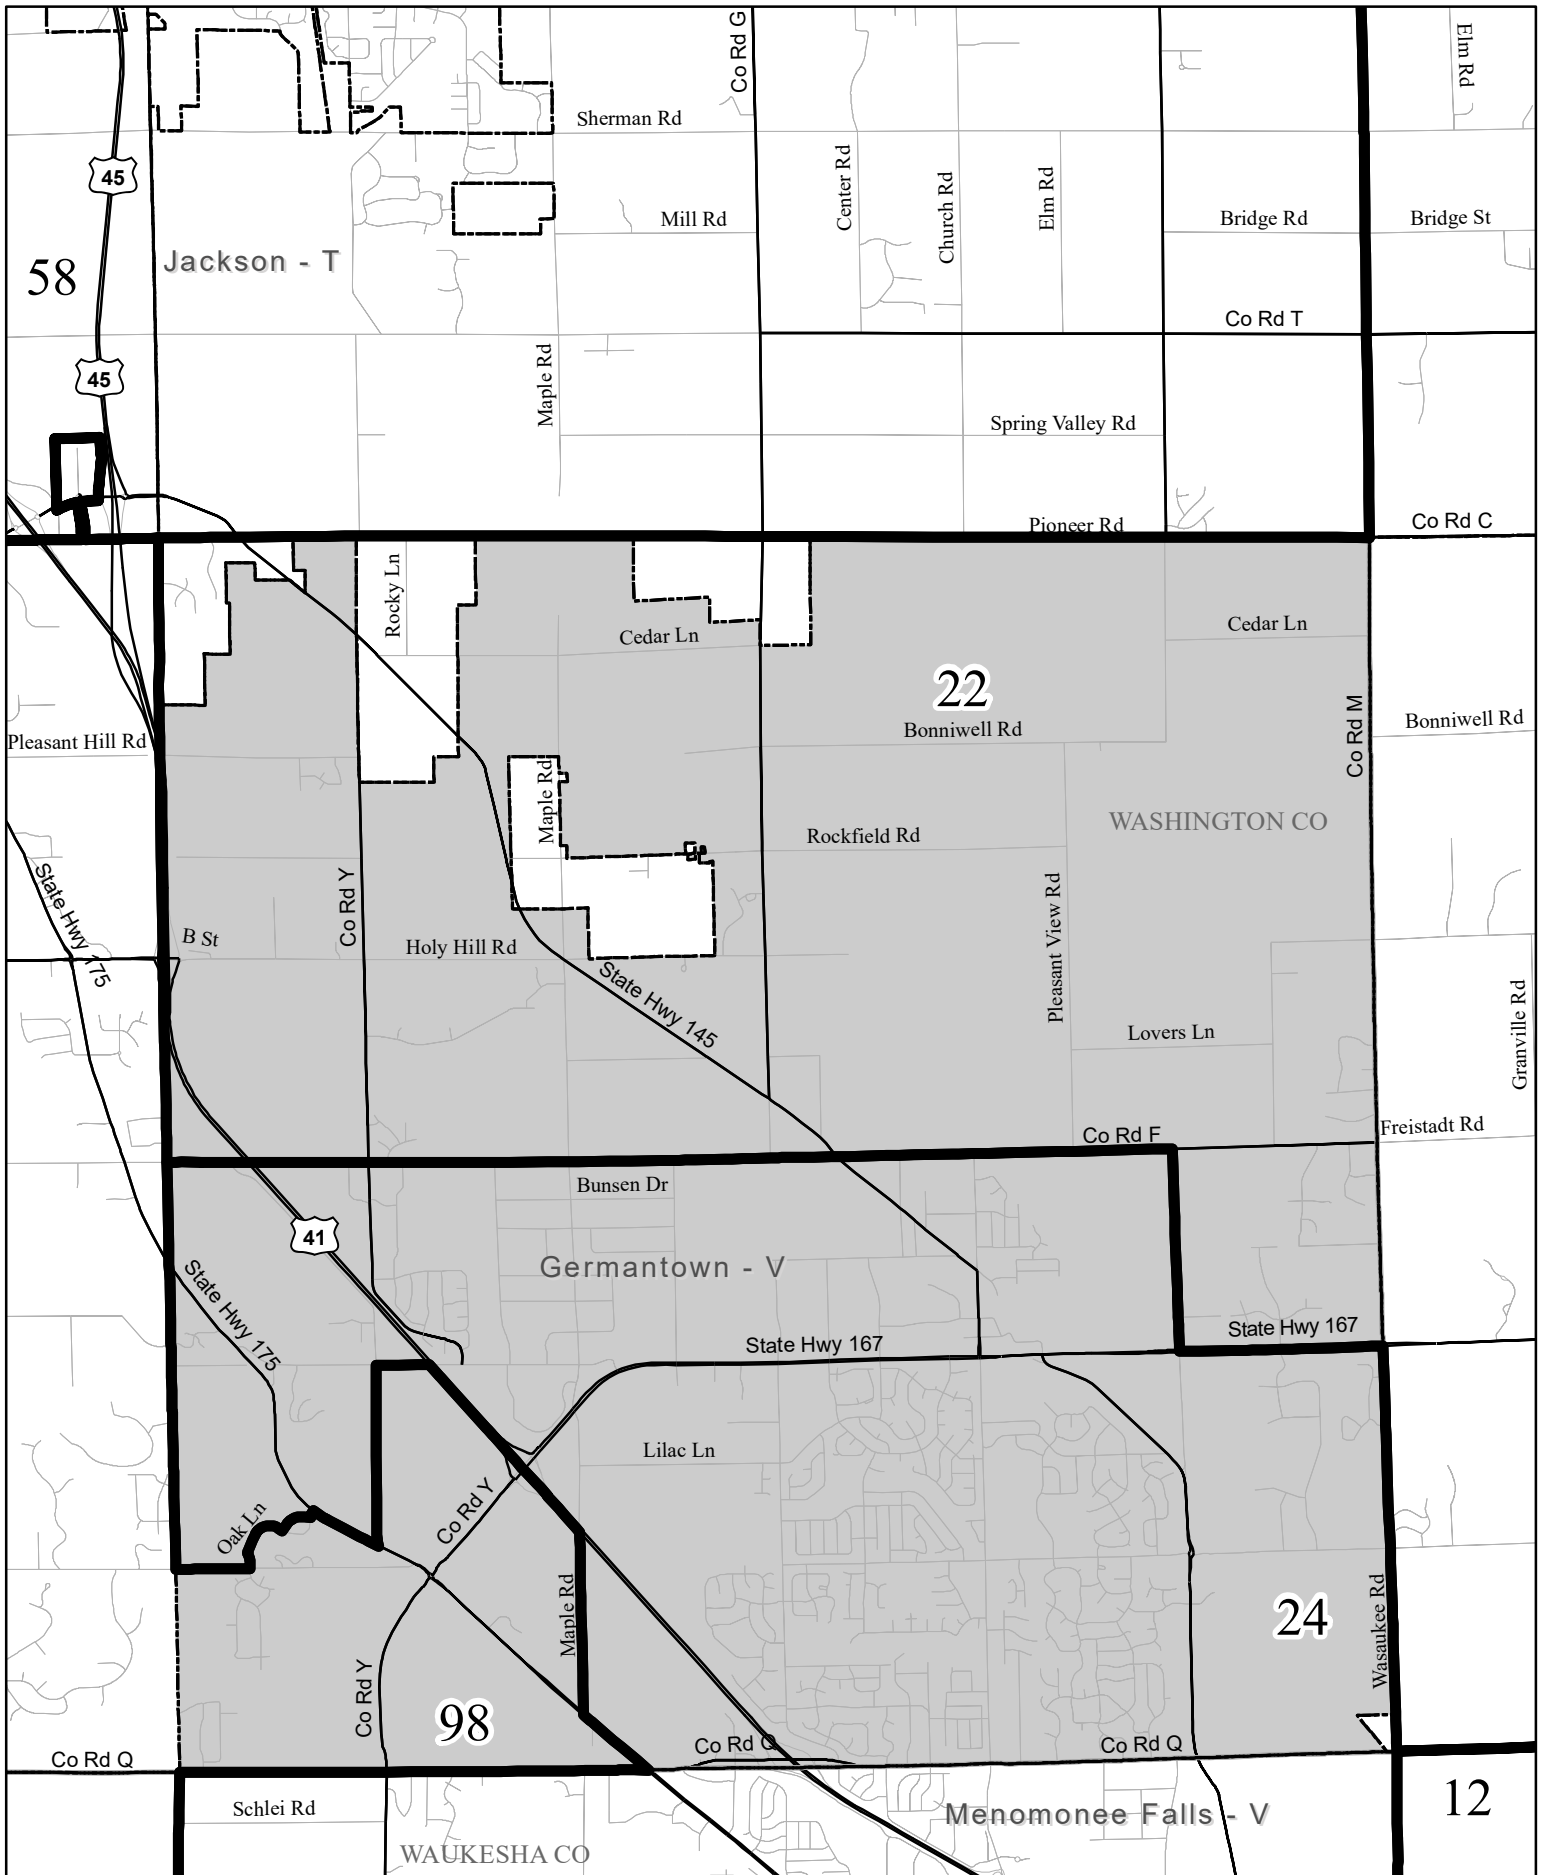 Co Rd G
Elm Rd
Sherman Rd
45
Center Rd
Church Rd
Elm Rd
Mill Rd
Bridge Rd
Bridge St
Jackson - T
58
Co Rd T
45
Maple Rd
Spring Valley Rd
Pioneer Rd
Co Rd C
Rocky Ln
Cedar Ln
Cedar Ln
22
Co Rd M
Bonniwell Rd
Bonniwell Rd
Pleasant Hill Rd
Maple Rd
WASHINGTON CO
Rockfield Rd
State Hwy 175
Co Rd Y
Pleasant View Rd
B St
Holy Hill Rd
State Hwy 145
Granville Rd
Lovers Ln
Freistadt Rd
Co Rd F
Bunsen Dr
41
Germantown - V
State Hwy 175
State Hwy 167
State Hwy 167
Lilac Ln
Co Rd Y
Oak Ln
Maple Rd
24
Wasaukee Rd
Co Rd Y
98
Co Rd Q
Co Rd Q
Co Rd Q
Schlei Rd
Menomonee Falls - V
12
WAUKESHA CO